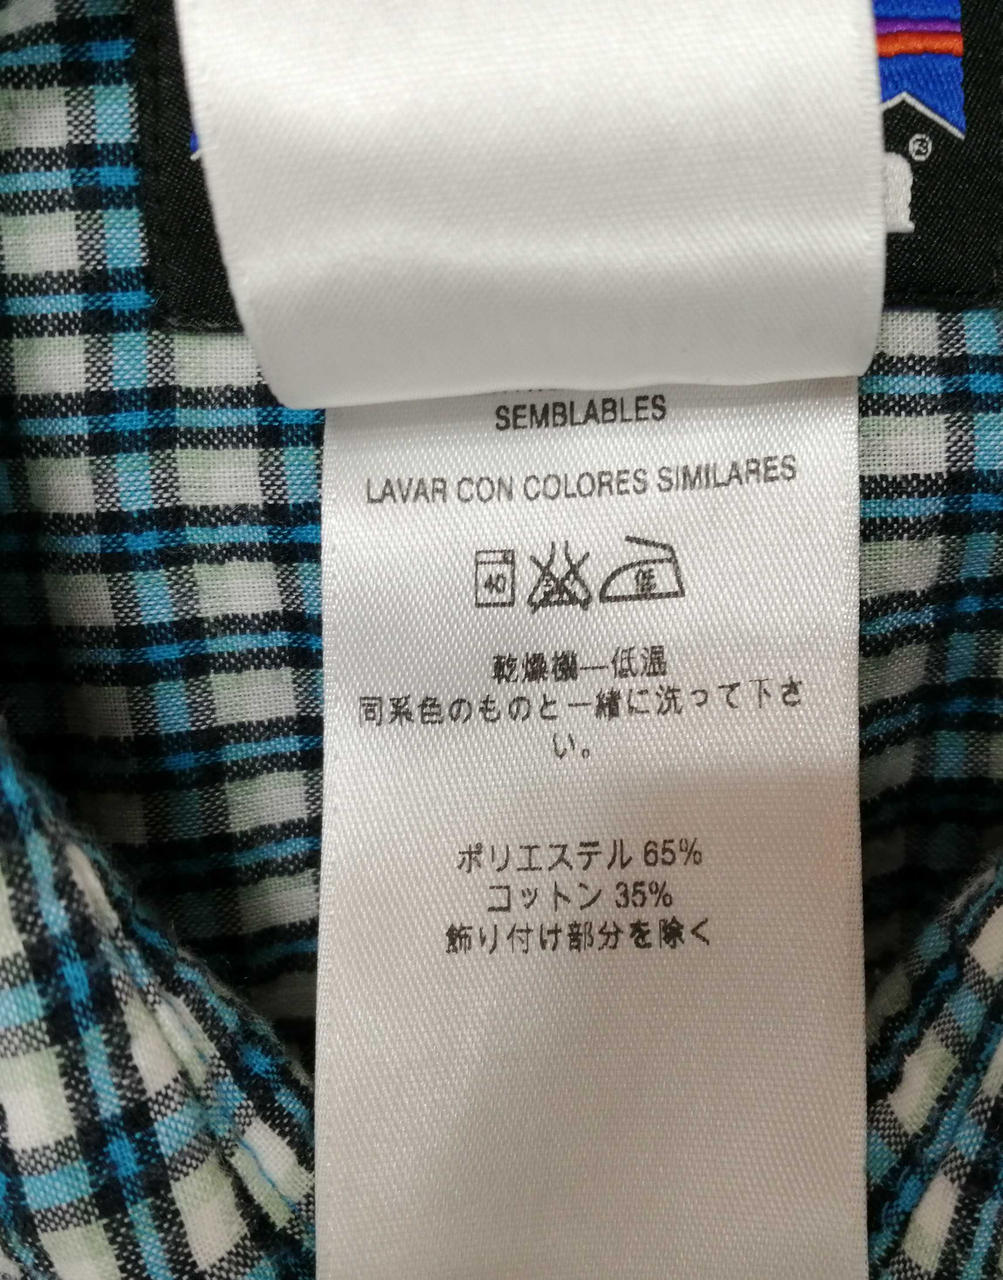 SEMBLABLES
LAVAR CON COLORES SIMILARES
40 低
乾燥機—低温
同系色のものと一緒に洗って下さ
い。
ポリエステル 65%
コットン 35%
飾り付け部分を除く